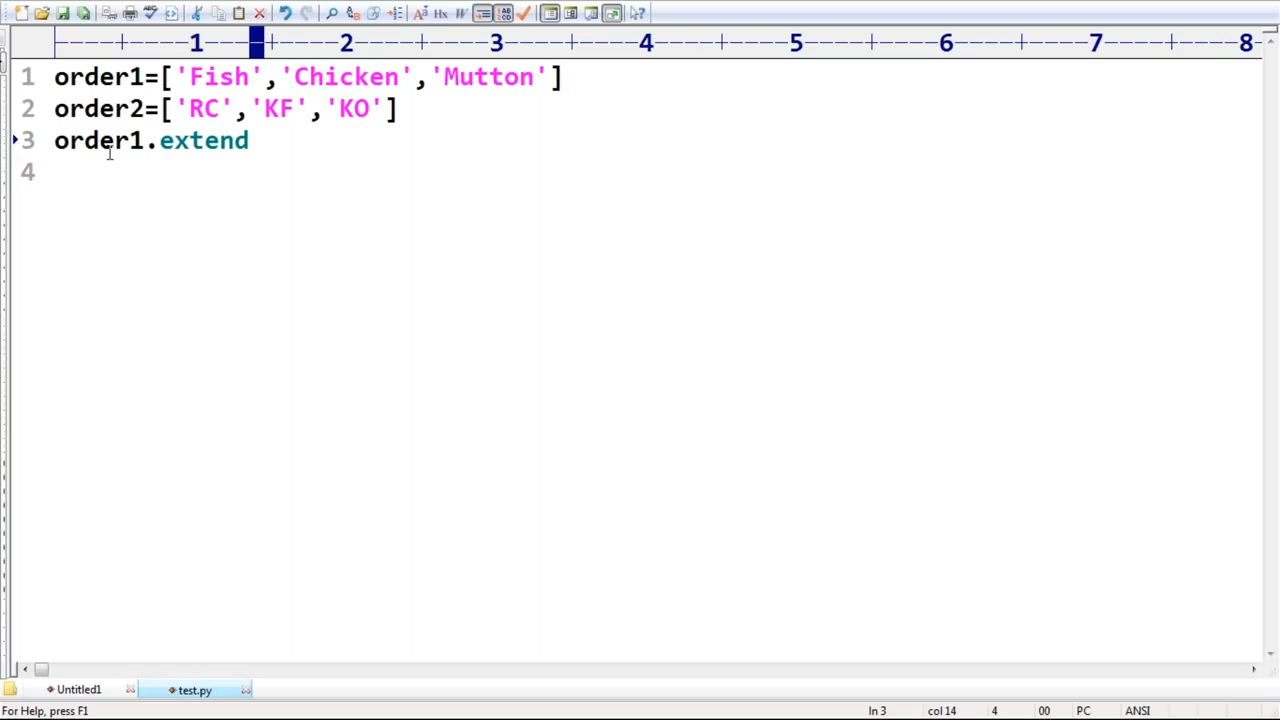 ----+----1----+----2----+----3----+----4----+----5----+----6----+----7----+----8
1 order1=['Fish','Chicken','Mutton']
2 order2=['RC','KF','KO']
3 order1.extend
4
Untitled1 test.py
For Help, press F1 ln 3 col 14 4 00 PC ANSI